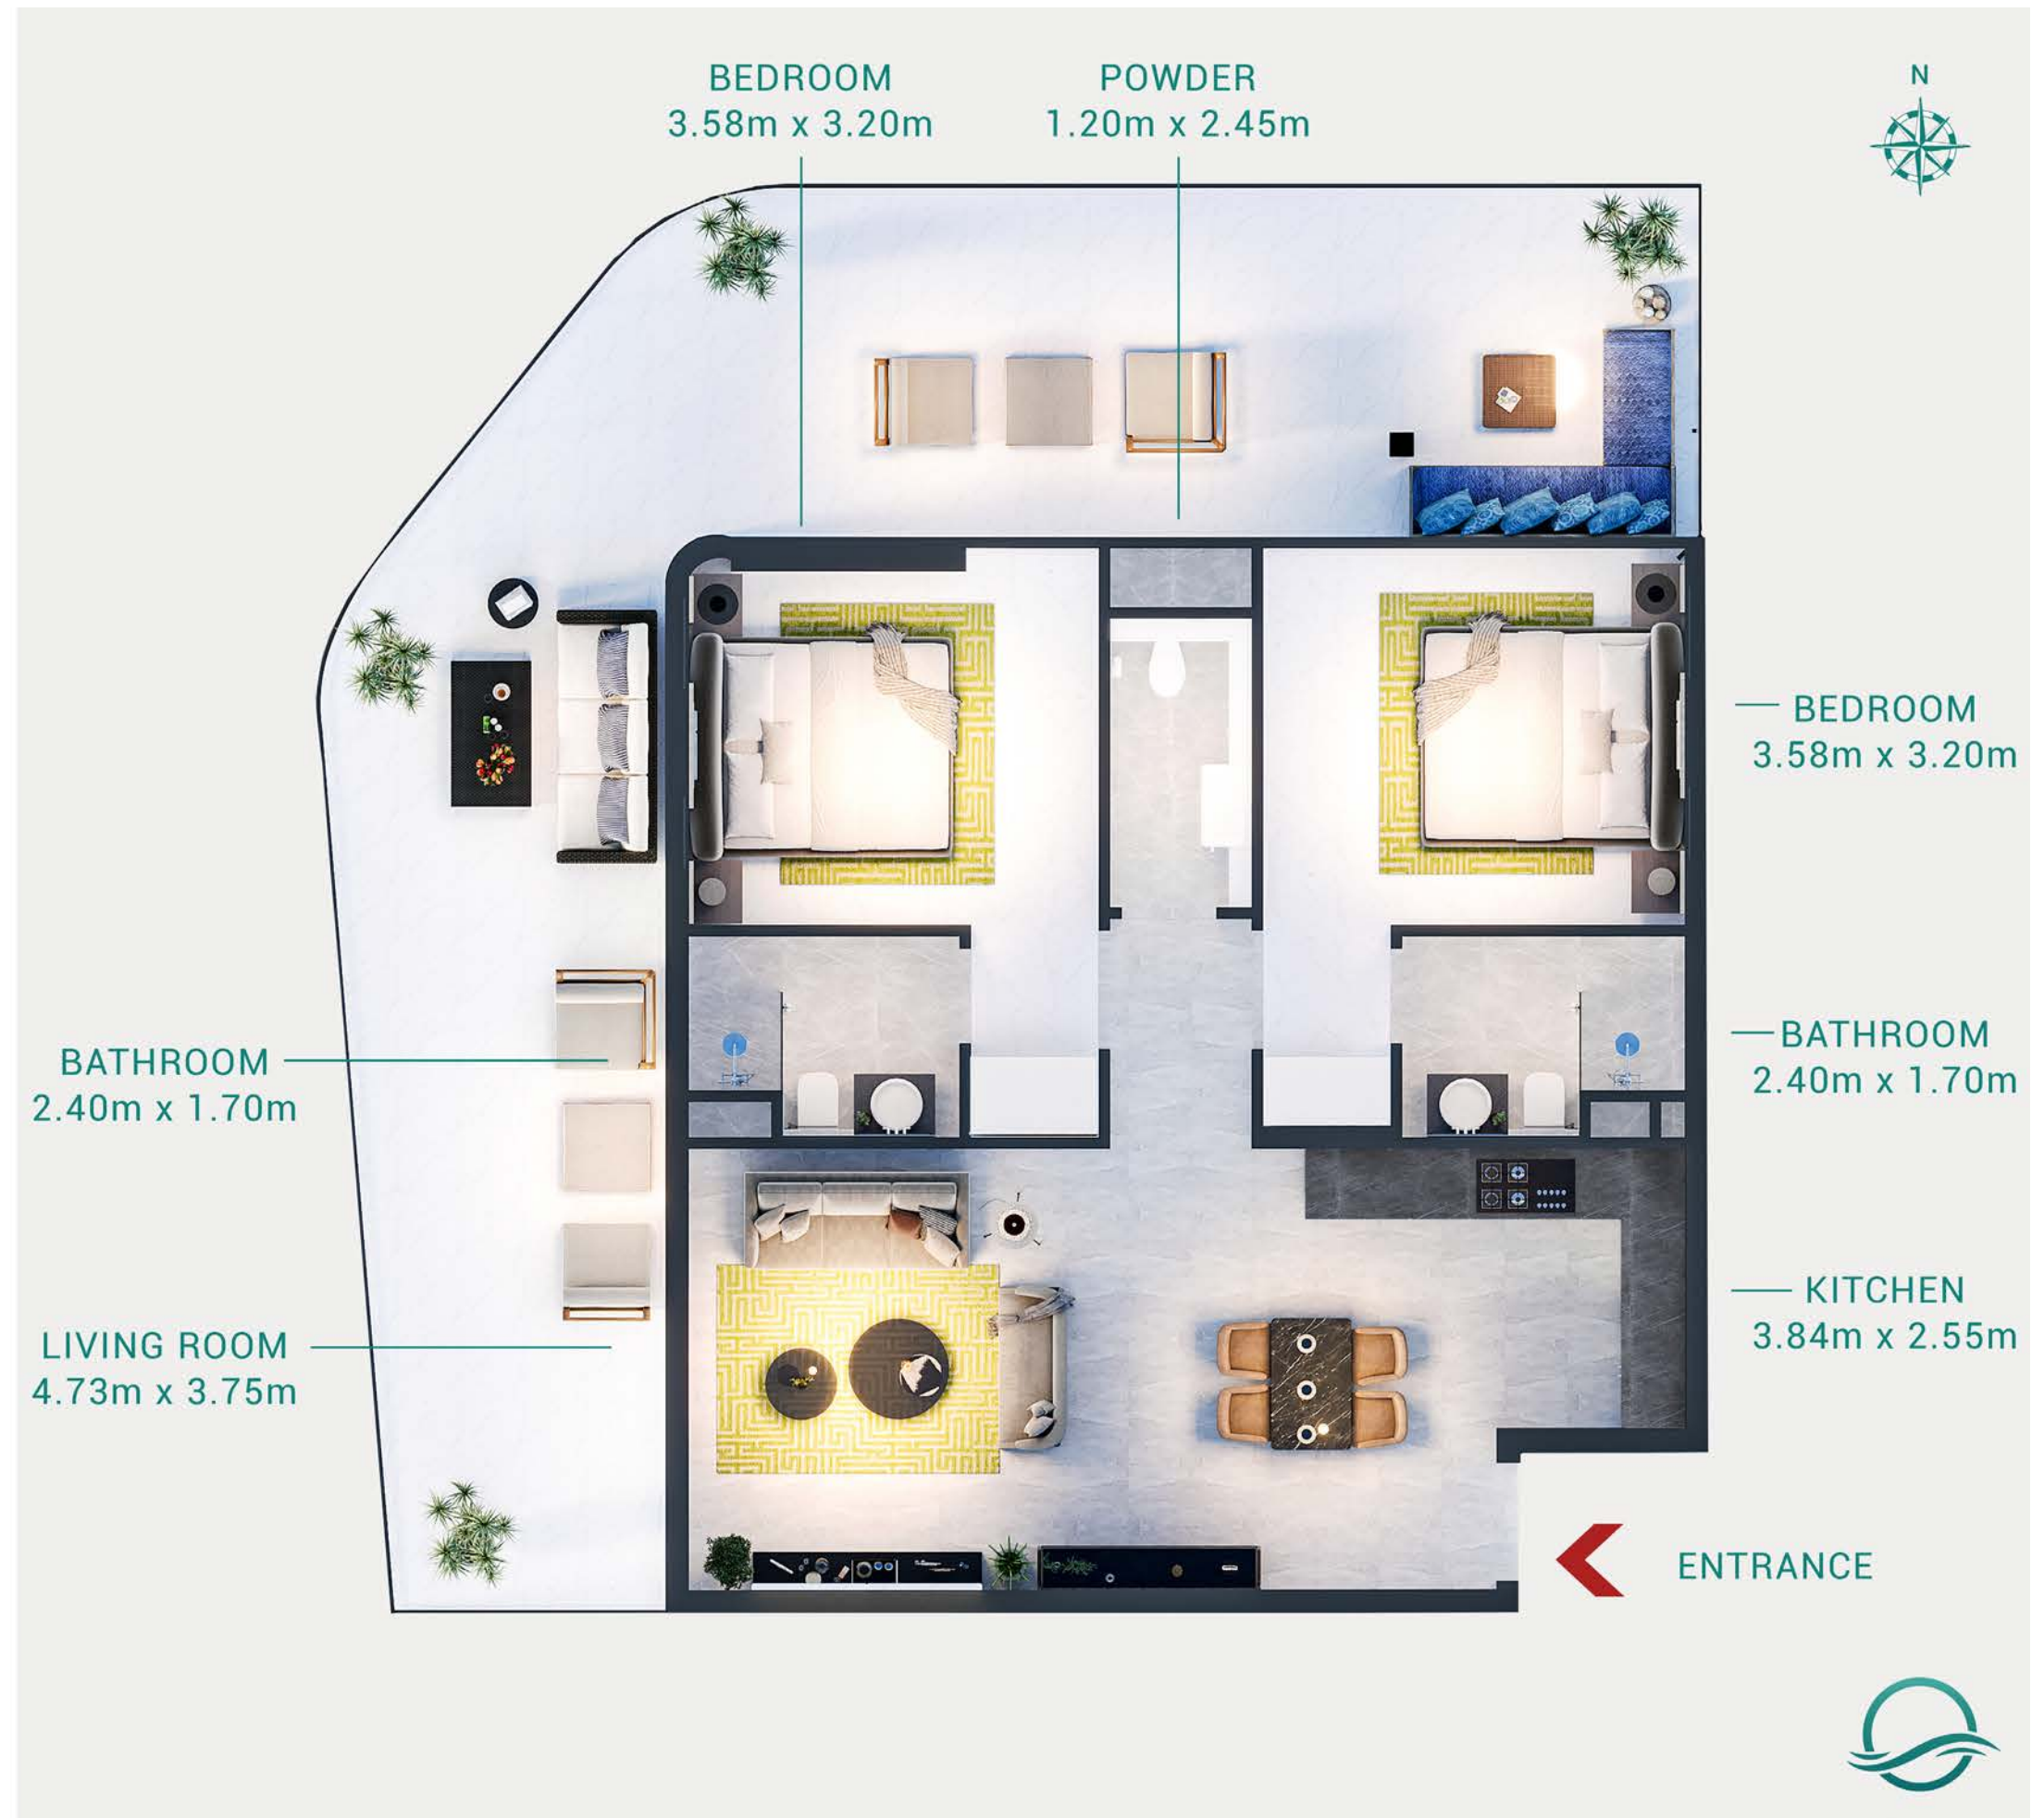 BEDROOM
3.58m x 3.20m
POWDER
1.20m x 2.45m
N
BEDROOM
3.58m x 3.20m
BATHROOM
2.40m x 1.70m
BATHROOM
2.40m x 1.70m
KITCHEN
3.84m x 2.55m
LIVING ROOM
4.73m x 3.75m
ENTRANCE